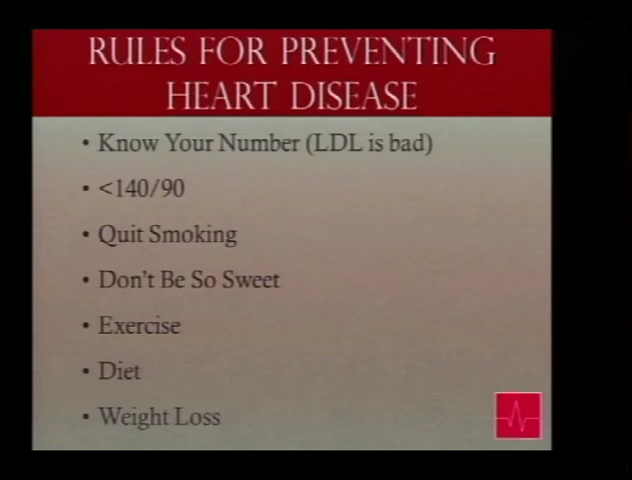 RULES FOR PREVENTING
HEART DISEASE
• Know Your Number (LDL is bad)
• <140/90
• Quit Smoking
• Don't Be So Sweet
• Exercise
• Diet
• Weight Loss